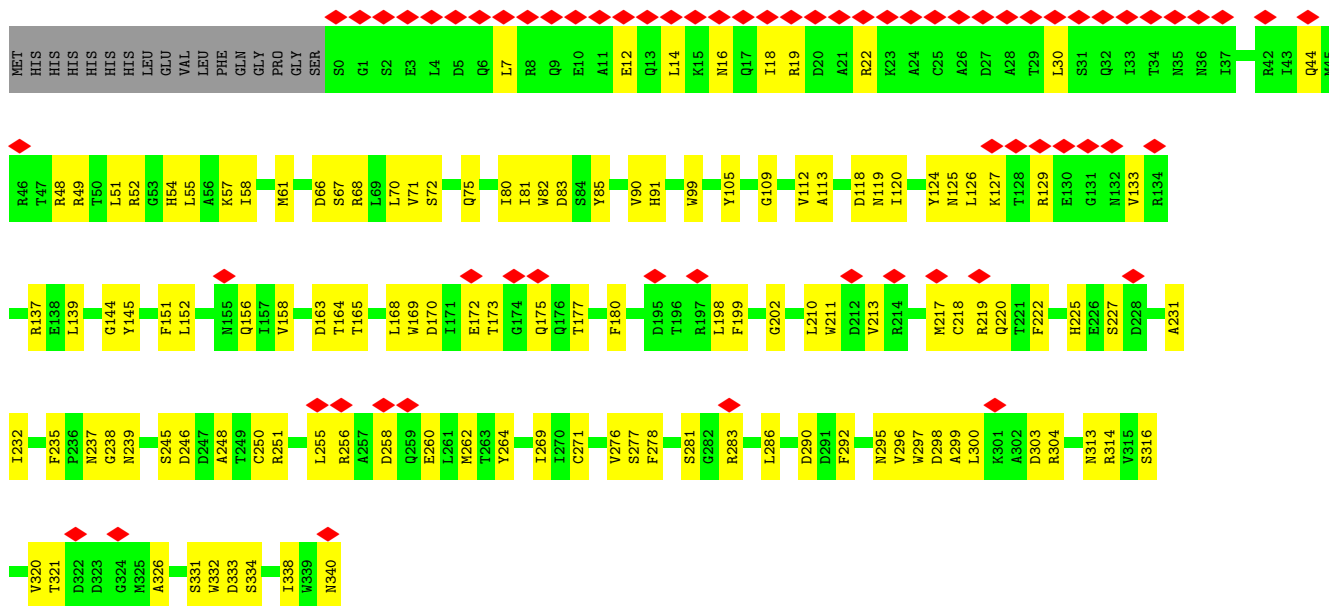 MET HIS HIS HIS HIS HIS HIS LEU GLU VAL LEU PHE GLN GLY PRO GLY SER S0 G1 S2 E3 L4 D5 Q6 L7 R8 Q9 E10 A11 E12 Q13 L14 K15 N16 Q17 I18 R19 D20 A21 R22 K23 A24 C25 A26 D27 A28 T29 L30 S31 Q32 I33 T34 N35 N36 I37 R42 I43 Q44 M45
R46 T47 R48 R49 T50 L51 R52 G53 H54 L55 A56 K57 I58 M61 D66 S67 R68 L69 L70 V71 S72 Q75 I80 I81 W82 D83 S84 Y85 V90 H91 W99 Y105 G109 V112 A113 D118 N119 I120 Y124 N125 L126 K127 T128 R129 E130 G131 N132 V133 R134
R137 E138 L139 G144 Y145 F151 L152 N155 Q156 I157 V158 D163 T164 T165 L168 W169 D170 I171 E172 T173 G174 Q175 Q176 T177 F180 D195 T196 R197 L198 F199 G202 L210 W211 D212 V213 R214 M217 C218 R219 Q220 T221 F222 H225 E226 S227 D228 A231
I232 F235 P236 N237 G238 N239 S245 D246 D247 A248 T249 C250 R251 L255 R256 A257 D258 Q259 E260 L261 M262 T263 Y264 I269 I270 C271 V276 S277 F278 S281 G282 R283 L286 D290 D291 F292 N295 V296 W297 D298 A299 L300 K301 A302 D303 R304 N313 R314 V315 S316
V320 T321 D322 D323 G324 M325 A326 S331 W332 D333 S334 I338 W339 N340